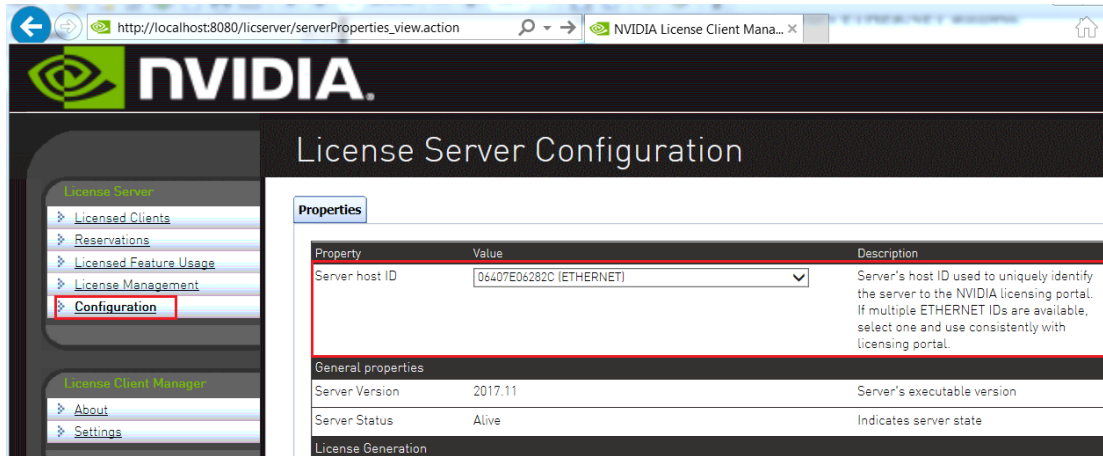 http://localhost:8080/licserver/serverProperties_view.action
NVIDIA License Client Mana...
NVIDIA.
License Server Configuration
License Server
Licensed Clients
Reservations
Licensed Feature Usage
License Management
Configuration
License Client Manager
About
Settings
Properties
Property Value Description
Server host ID 06407E06282C (ETHERNET) Server's host ID used to uniquely identify
the server to the NVIDIA licensing portal.
If multiple ETHERNET IDs are available,
select one and use consistently with
licensing portal.
General properties
Server Version 2017.11 Server's executable version
Server Status Alive Indicates server state
License Generation